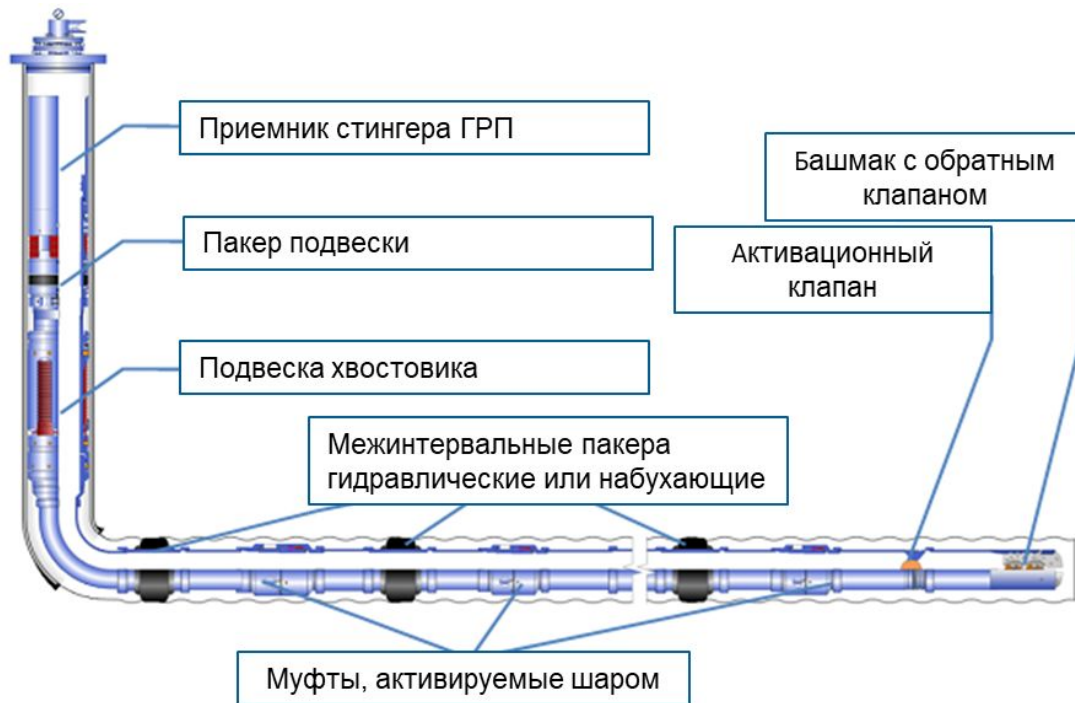 Приемник стингера ГРП
Башмак с обратным
клапаном
Пакер подвески
Активационный
клапан
Подвеска хвостовика
Межинтервальные пакера
гидравлические или набухающие
Муфты, активируемые шаром